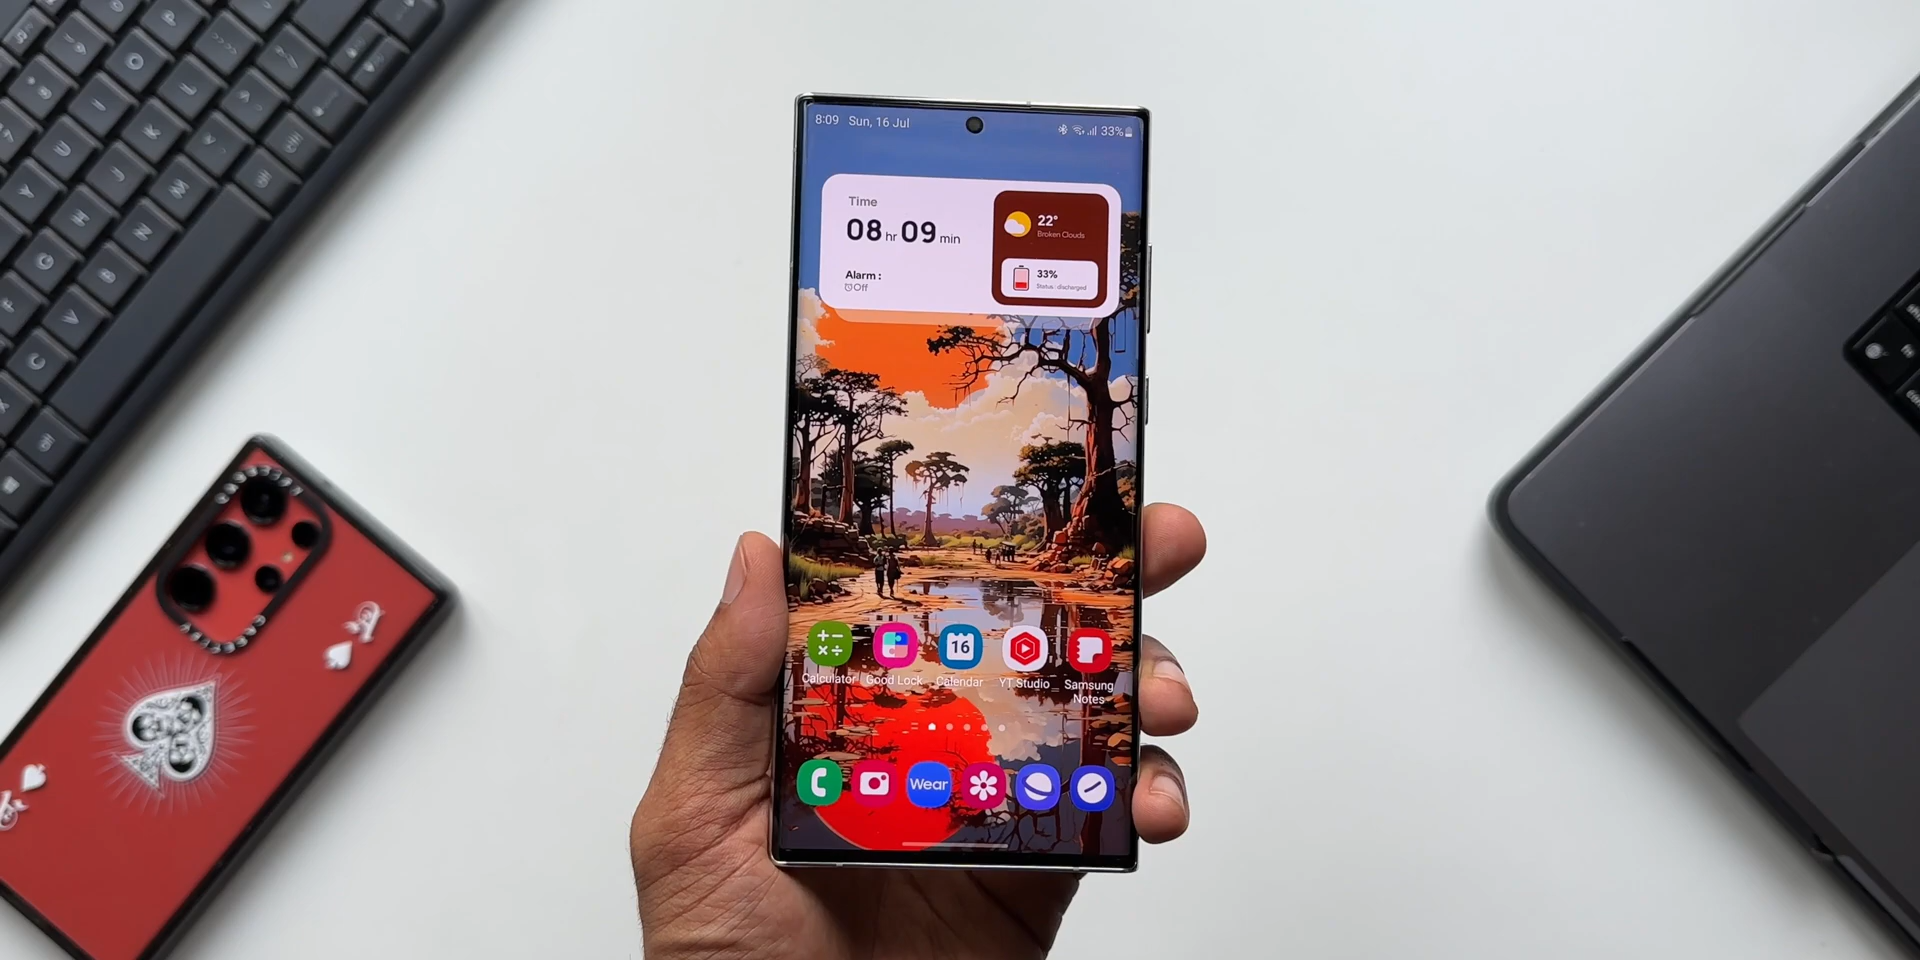 8:09 Sun, 16 Jul
33%
Time
08 hr 09 min
Alarm :
Off
22°
Broken Clouds
33%
Status : discharged
16
Calculator
Good Lock
Calendar
YT Studio
Samsung
Notes
Wear